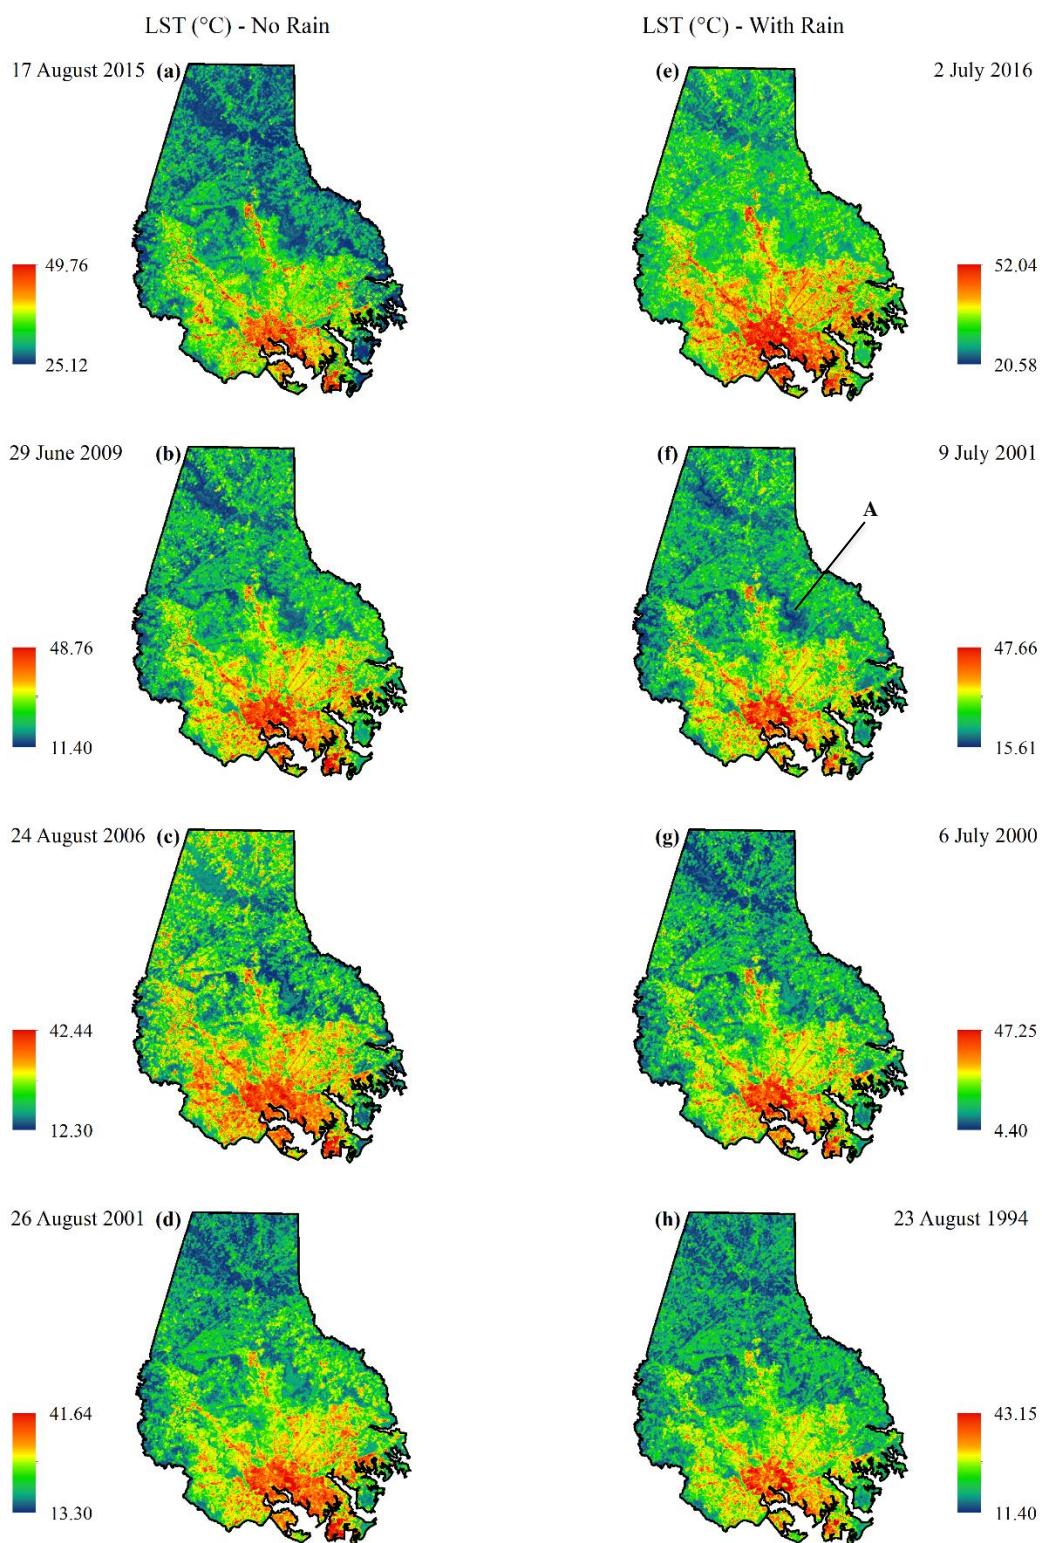 LST (°C) - No Rain
LST (°C) - With Rain
17 August 2015 (a)
(e) 2 July 2016
49.76
25.12
52.04
20.58
29 June 2009 (b)
(f) 9 July 2001
A
48.76
11.40
47.66
15.61
24 August 2006 (c)
(g) 6 July 2000
42.44
12.30
47.25
4.40
26 August 2001 (d)
(h) 23 August 1994
41.64
13.30
43.15
11.40